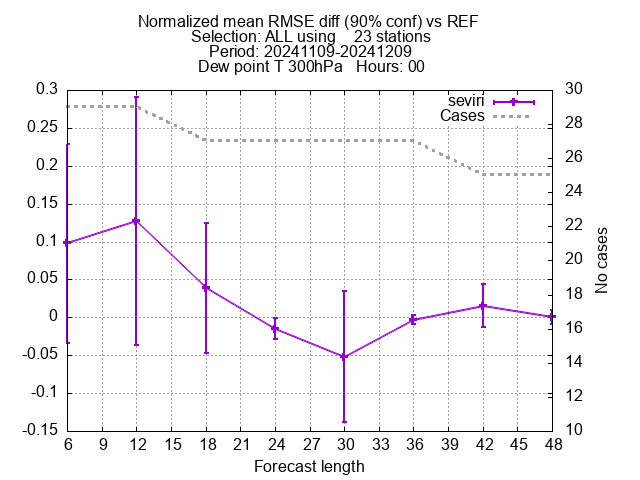 Normalized mean RMSE diff (90% conf) vs REF
Selection: ALL using    23 stations
Period: 20241109-20241209
Dew point T 300hPa   Hours: 00
seviri
Cases
0.3
0.25
0.2
0.15
0.1
0.05
0
-0.05
-0.1
-0.15
30
28
26
24
22
20
18
16
14
12
10
No cases
6 9 12 15 18 21 24 27 30 33 36 39 42 45 48
Forecast length